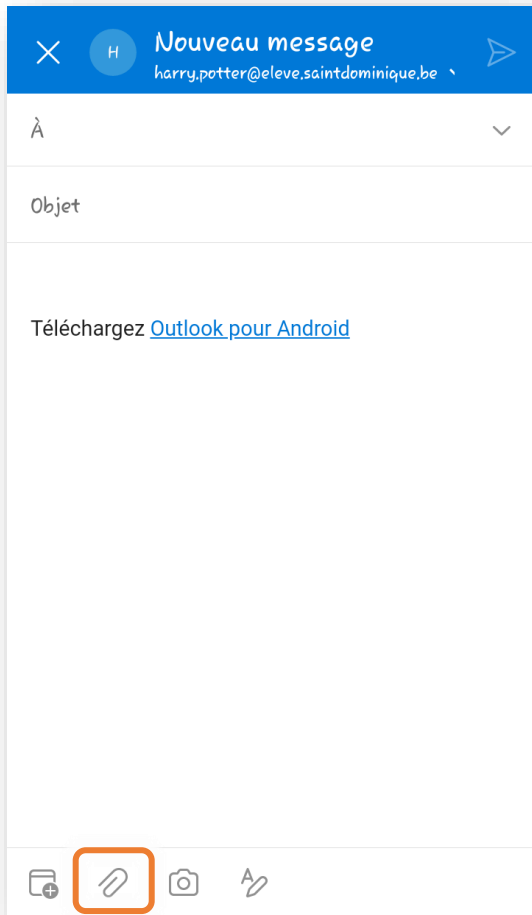 H
Nouveau message
harry.potter@eleve.saintdominique.be
À
Objet
Téléchargez Outlook pour Android